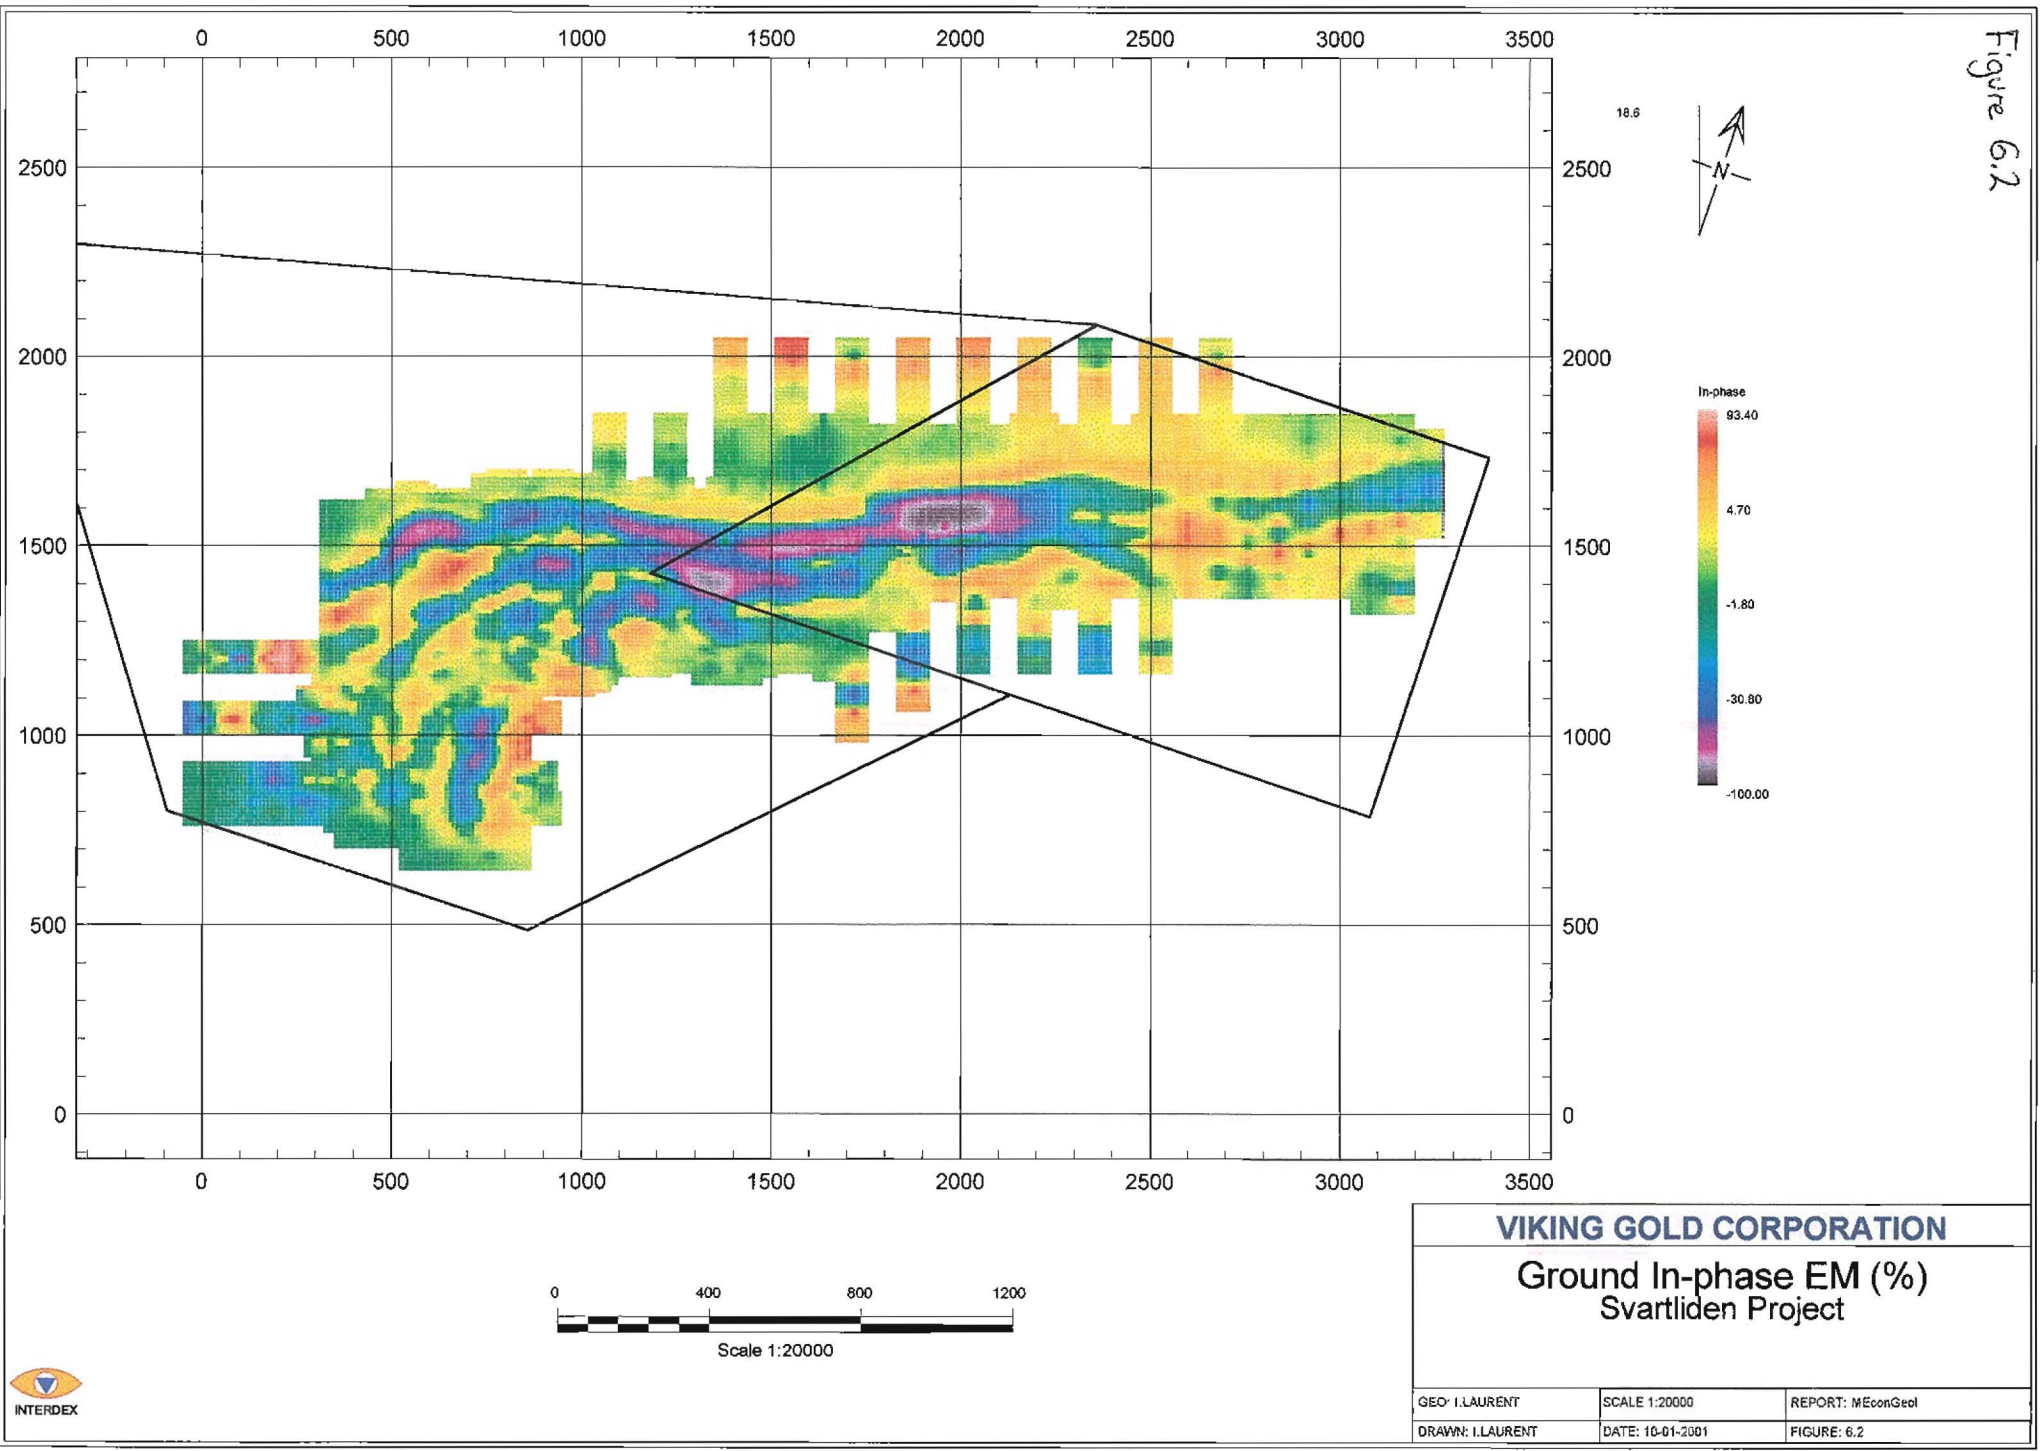 0 500 1000 1500 2000 2500 3000 3500
Figure 6.2
18.6
N
2500 2500
2000 2000
In-phase
93.40
4.70
1500 1500
-1.80
-30.80
1000 1000
-100.00
500 500
0 0
0 500 1000 1500 2000 2500 3000 3500
VIKING GOLD CORPORATION
Ground In-phase EM (%)
Svartliden Project
0 400 800 1200
Scale 1:20000
INTERDEX
GEO: I.LAURENT SCALE 1:20000 REPORT: MEconGeol
DRAWN: I.LAURENT DATE: 10-01-2001 FIGURE: 6.2